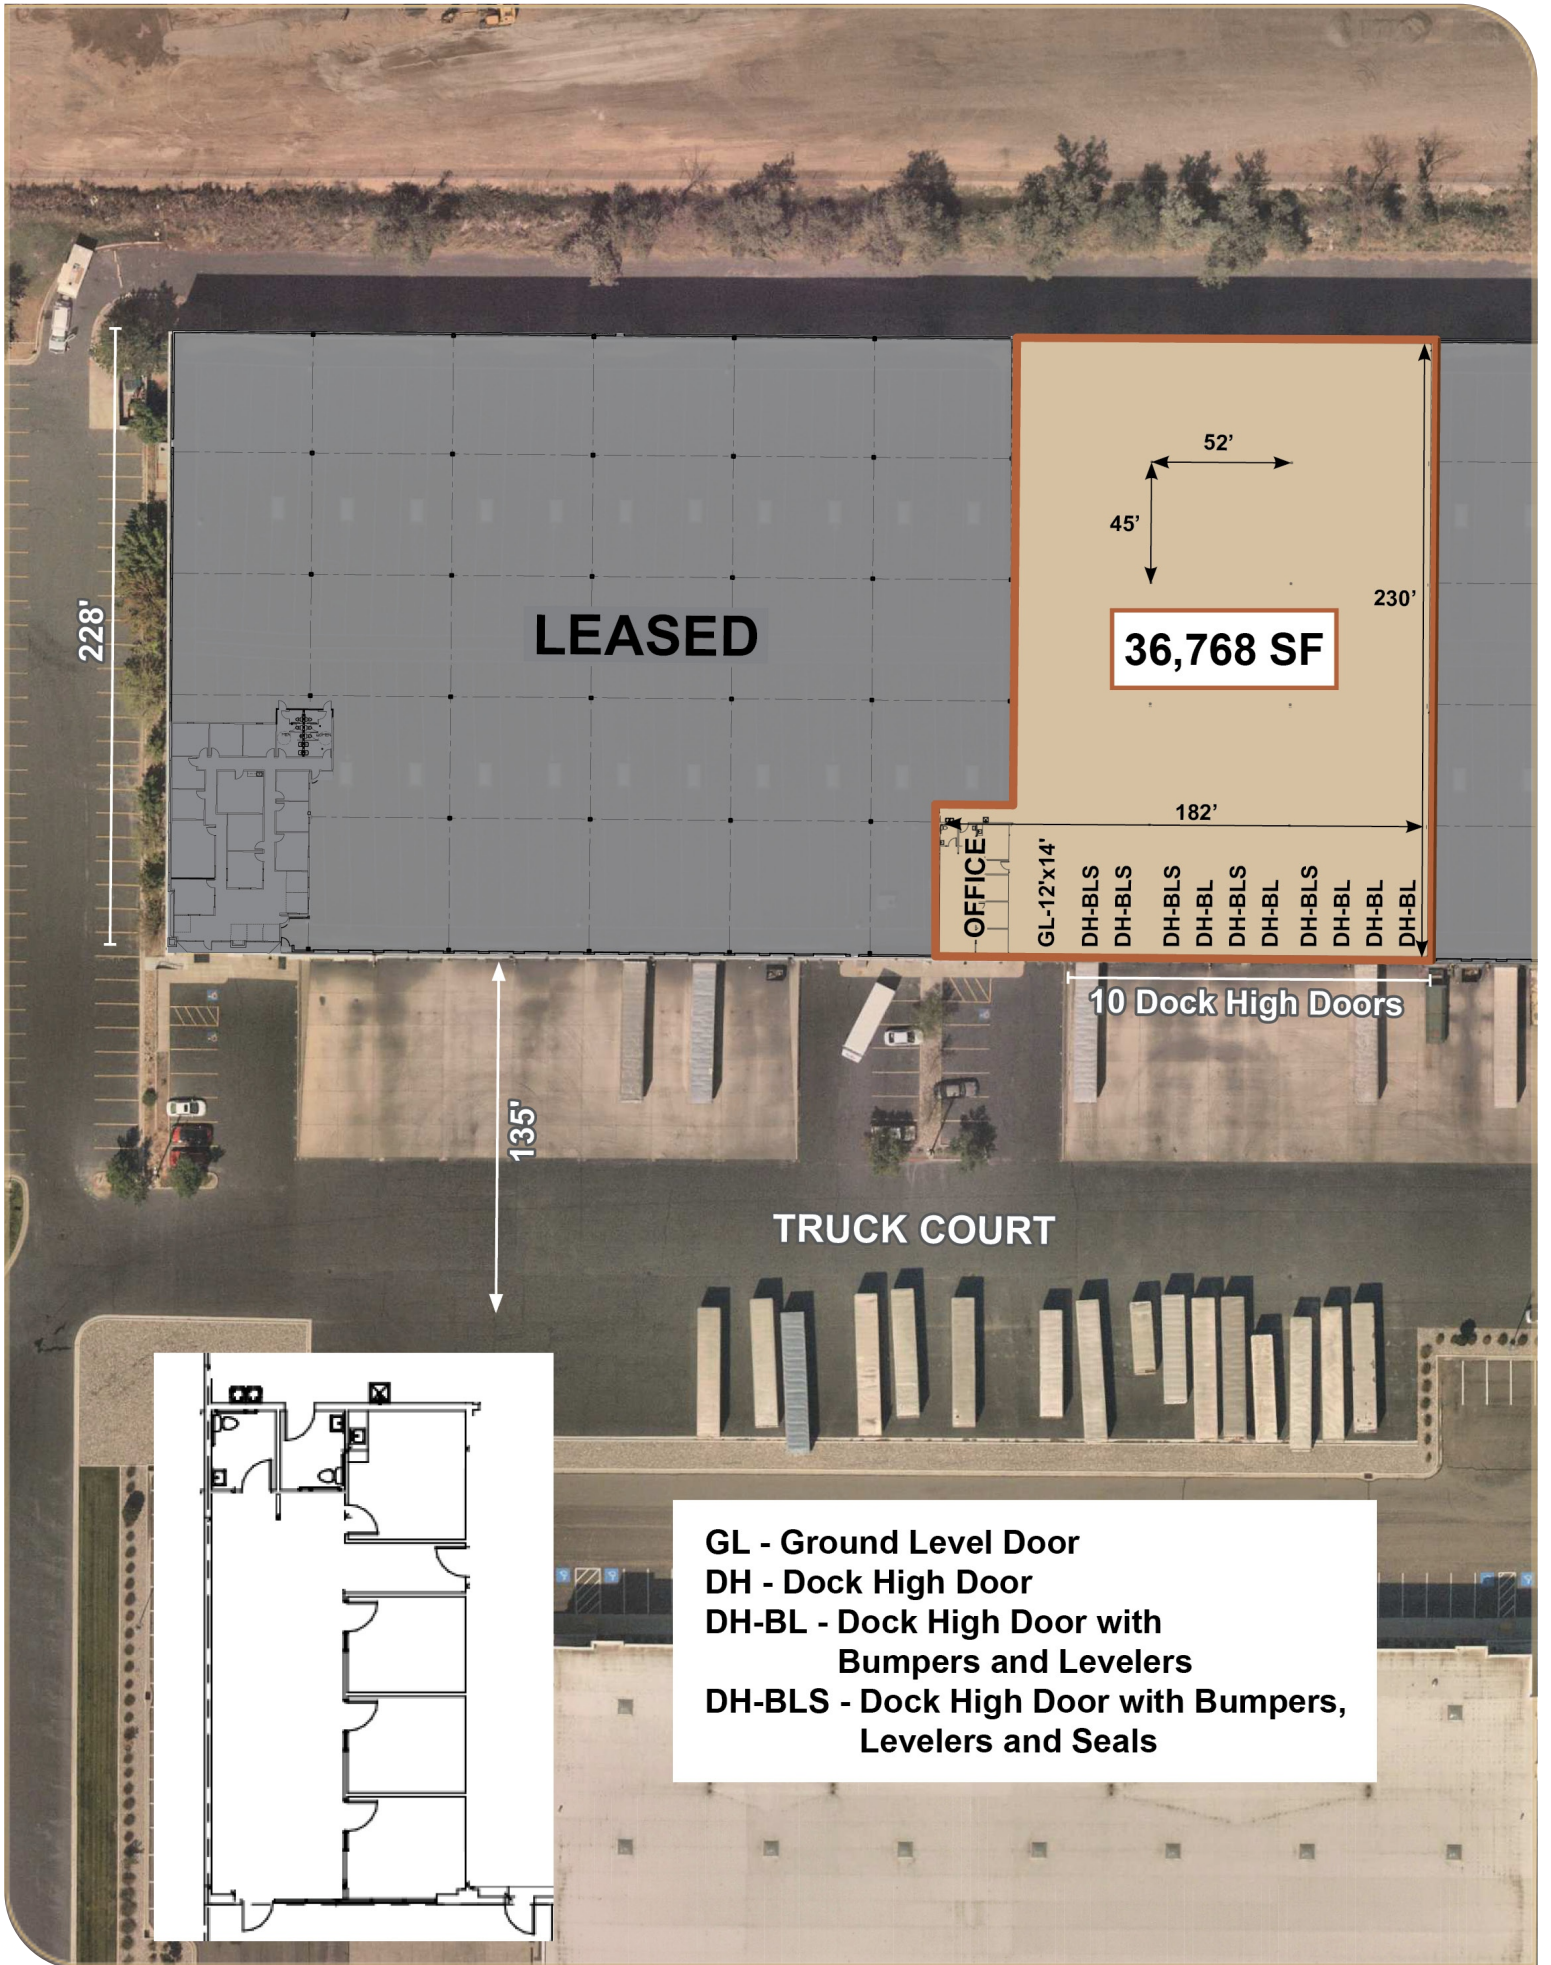 52’
45’
230’
228'
LEASED
36,768 SF
182’
OFFICE
GL-12'x14'
DH-BLS
DH-BLS
DH-BLS
DH-BL
DH-BLS
DH-BL
DH-BLS
DH-BL
DH-BL
DH-BL
10 Dock High Doors
135'
TRUCK COURT
GL - Ground Level Door
DH - Dock High Door
DH-BL - Dock High Door with
Bumpers and Levelers
DH-BLS - Dock High Door with Bumpers,
Levelers and Seals